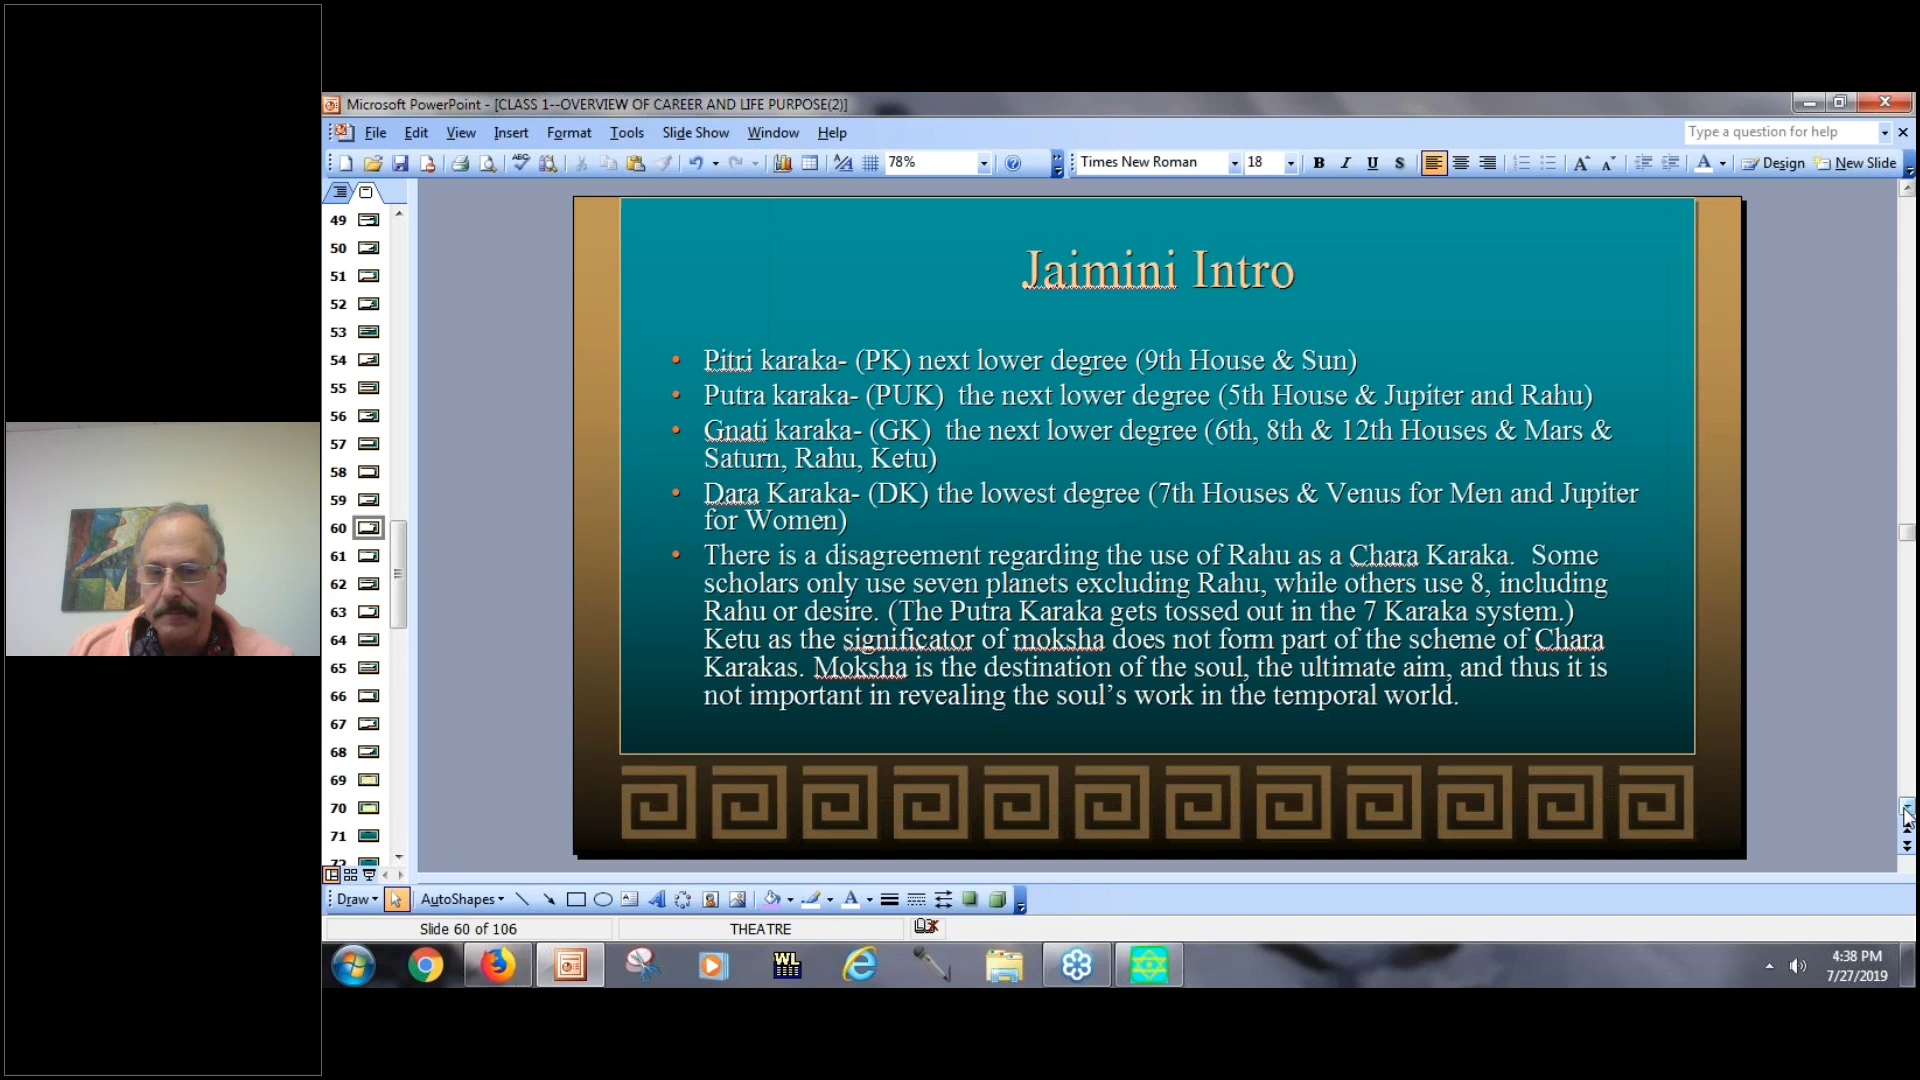 Microsoft PowerPoint - [CLASS 1--OVERVIEW OF CAREER AND LIFE PURPOSE(2)]
File Edit View Insert Format Tools Slide Show Window Help
Type a question for help
78%
Times New Roman 18 B I U S A A A Design New Slide
49
50
51
52
53
54
55
56
57
58
59
60
61
62
63
64
65
66
67
68
69
70
71
72
Jaimini Intro
• Pitri karaka- (PK) next lower degree (9th House & Sun)
• Putra karaka- (PUK) the next lower degree (5th House & Jupiter and Rahu)
• Gnati karaka- (GK) the next lower degree (6th, 8th & 12th Houses & Mars &
Saturn, Rahu, Ketu)
• Dara Karaka- (DK) the lowest degree (7th Houses & Venus for Men and Jupiter
for Women)
• There is a disagreement regarding the use of Rahu as a Chara Karaka. Some
scholars only use seven planets excluding Rahu, while others use 8, including
Rahu or desire. (The Putra Karaka gets tossed out in the 7 Karaka system.)
Ketu as the significator of moksha does not form part of the scheme of Chara
Karakas. Moksha is the destination of the soul, the ultimate aim, and thus it is
not important in revealing the soul’s work in the temporal world.
Draw AutoShapes A
Slide 60 of 106 THEATRE
WL
4:38 PM
7/27/2019